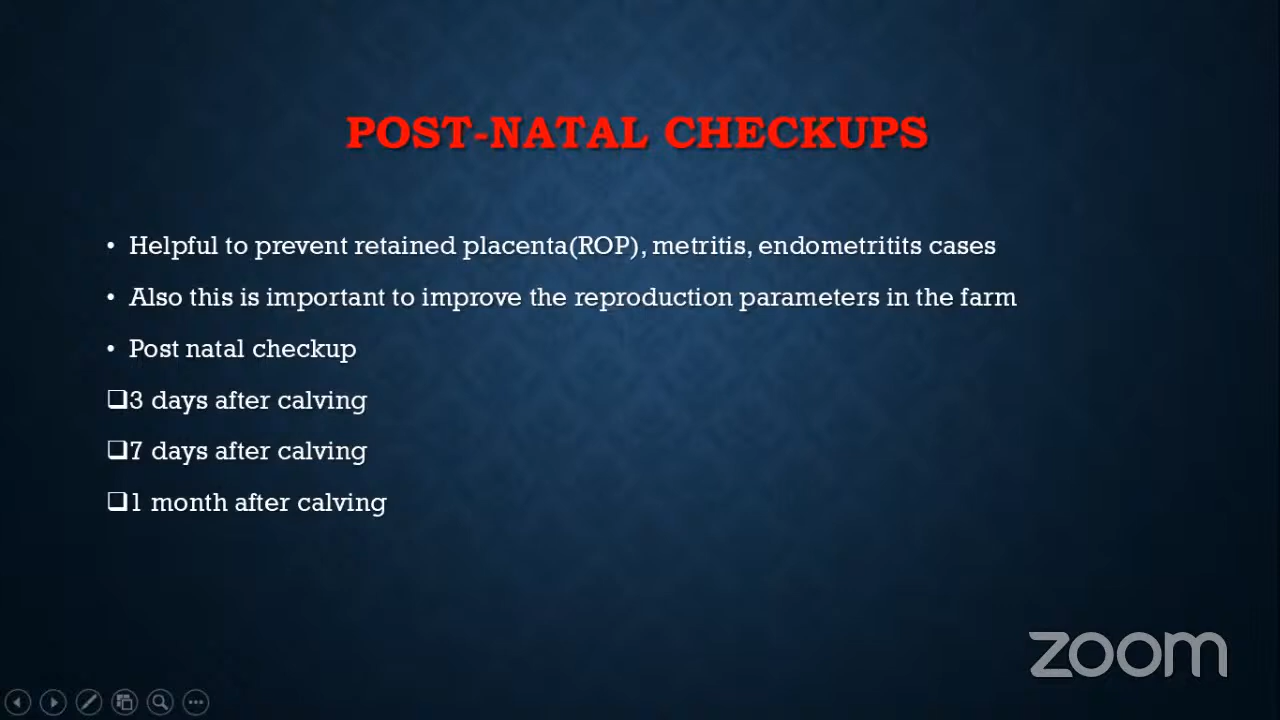 POST-NATAL CHECKUPS
• Helpful to prevent retained placenta(ROP), metritis, endometritits cases
• Also this is important to improve the reproduction parameters in the farm
• Post natal checkup
❑3 days after calving
❑7 days after calving
❑1 month after calving
zoom